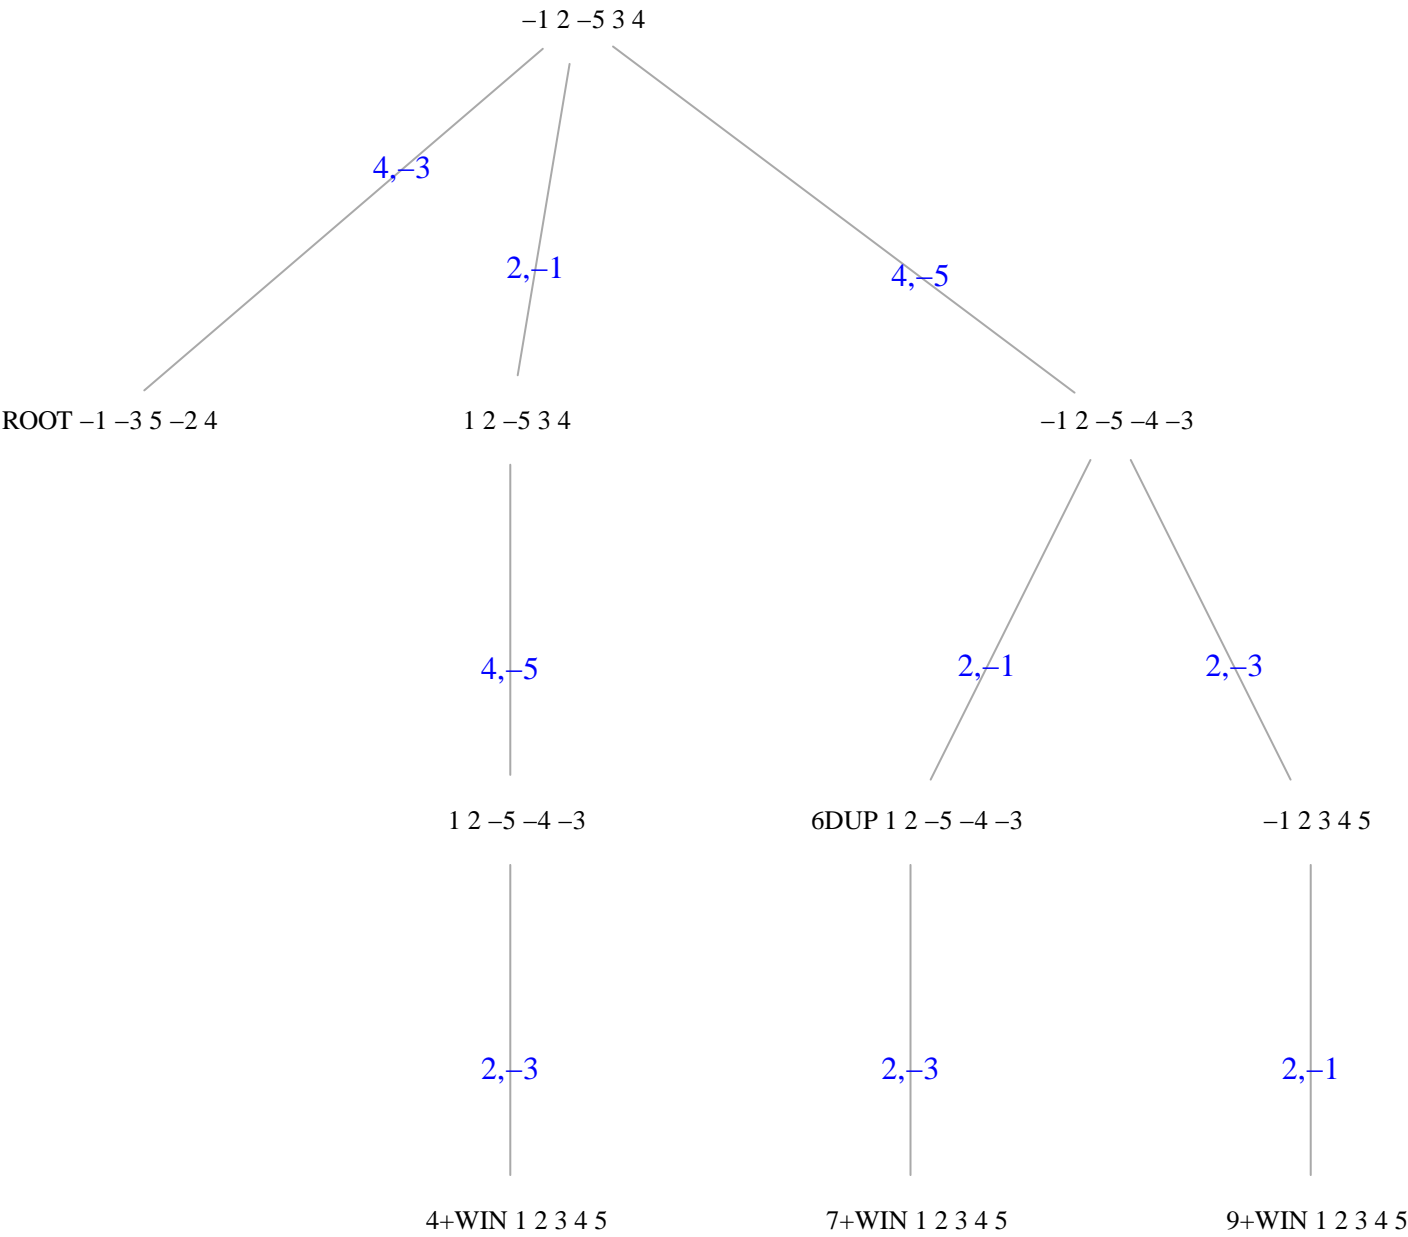 –1 2 –5 3 4
4,–3
2,–1
4,–5
ROOT –1 –3 5 –2 4
1 2 –5 3 4
–1 2 –5 –4 –3
4,–5
2,–1
2,–3
1 2 –5 –4 –3
6DUP 1 2 –5 –4 –3
–1 2 3 4 5
2,–3
2,–3
2,–1
4+WIN 1 2 3 4 5
7+WIN 1 2 3 4 5
9+WIN 1 2 3 4 5